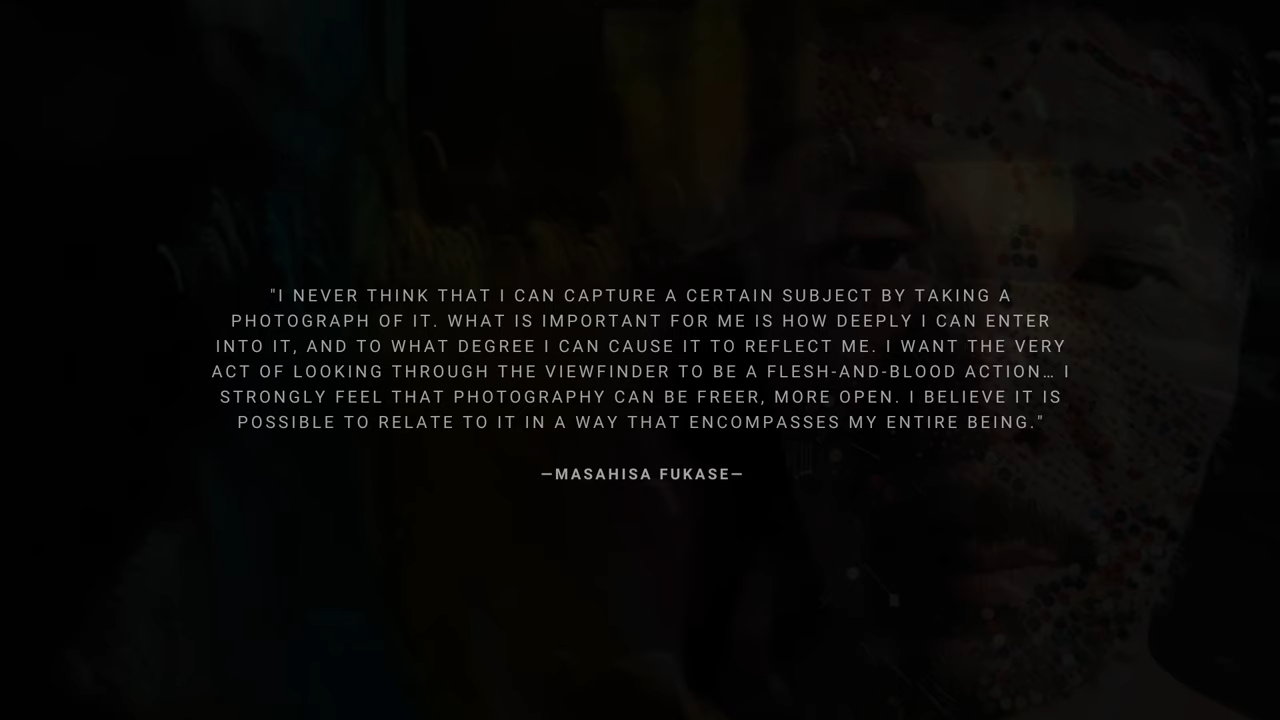 "I NEVER THINK THAT I CAN CAPTURE A CERTAIN SUBJECT BY TAKING A
PHOTOGRAPH OF IT. WHAT IS IMPORTANT FOR ME IS HOW DEEPLY I CAN ENTER
INTO IT, AND TO WHAT DEGREE I CAN CAUSE IT TO REFLECT ME. I WANT THE VERY
ACT OF LOOKING THROUGH THE VIEWFINDER TO BE A FLESH-AND-BLOOD ACTION… I
STRONGLY FEEL THAT PHOTOGRAPHY CAN BE FREER, MORE OPEN. I BELIEVE IT IS
POSSIBLE TO RELATE TO IT IN A WAY THAT ENCOMPASSES MY ENTIRE BEING."
—MASAHISA FUKASE—